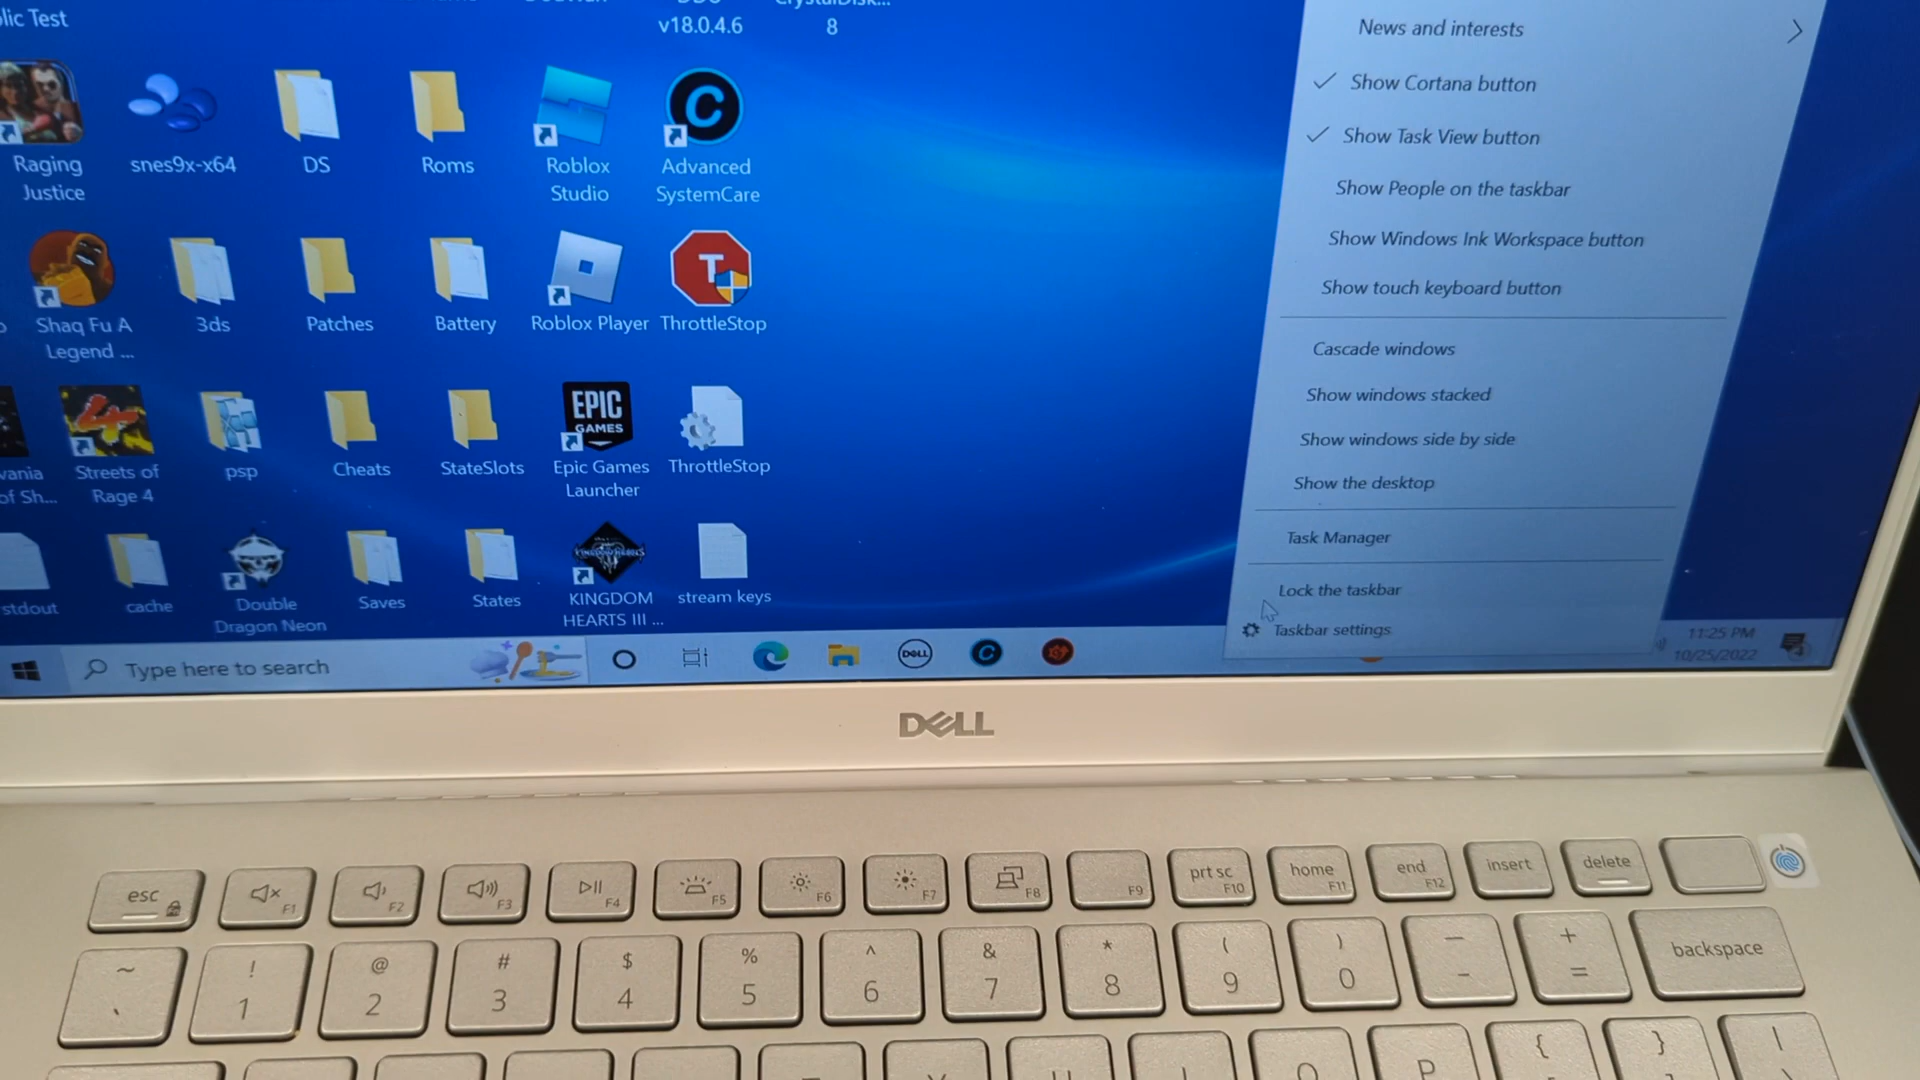 lic Test
v18.0.4.6
8
Raging
Justice
snes9x-x64
DS
Roms
Roblox
Studio
Advanced
SystemCare
Shaq Fu A
Legend ...
3ds
Patches
Battery
Roblox Player
ThrottleStop
vania
of Sh...
Streets of
Rage 4
psp
Cheats
StateSlots
EPIC
GAMES
Epic Games
Launcher
ThrottleStop
stdout
cache
Double
Dragon Neon
Saves
States
KINGDOM
HEARTS III ...
stream keys
News and interests
Show Cortana button
Show Task View button
Show People on the taskbar
Show Windows Ink Workspace button
Show touch keyboard button
Cascade windows
Show windows stacked
Show windows side by side
Show the desktop
Task Manager
Lock the taskbar
Taskbar settings
Type here to search
DELL
11:25 PM
10/25/2022
DELL
esc
F1
F2
F3
F4
F5
F6
F7
F8
F9
prt sc
F10
home
F11
end
F12
insert
delete
~ `
! 1
@ 2
# 3
$ 4
% 5
^ 6
& 7
* 8
( 9
) 0
— -
+ =
backspace
P
{
}
|